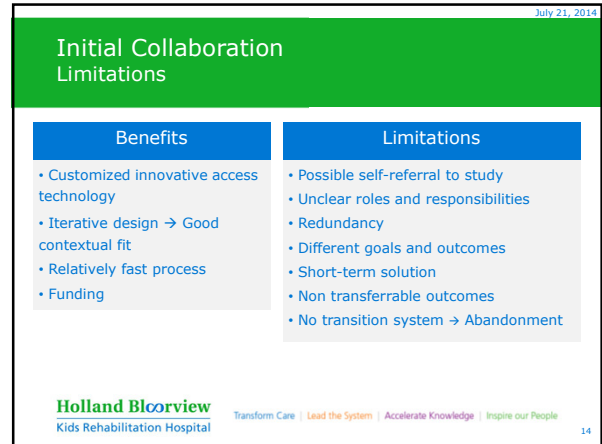 July 21, 2014
Initial Collaboration
Limitations
Benefits
• Customized innovative access
technology
• Iterative design → Good
contextual fit
• Relatively fast process
• Funding
Limitations
• Possible self-referral to study
• Unclear roles and responsibilities
• Redundancy
• Different goals and outcomes
• Short-term solution
• Non transferrable outcomes
• No transition system → Abandonment
Holland Bloorview
Kids Rehabilitation Hospital
Transform Care | Lead the System | Accelerate Knowledge | Inspire our People
14